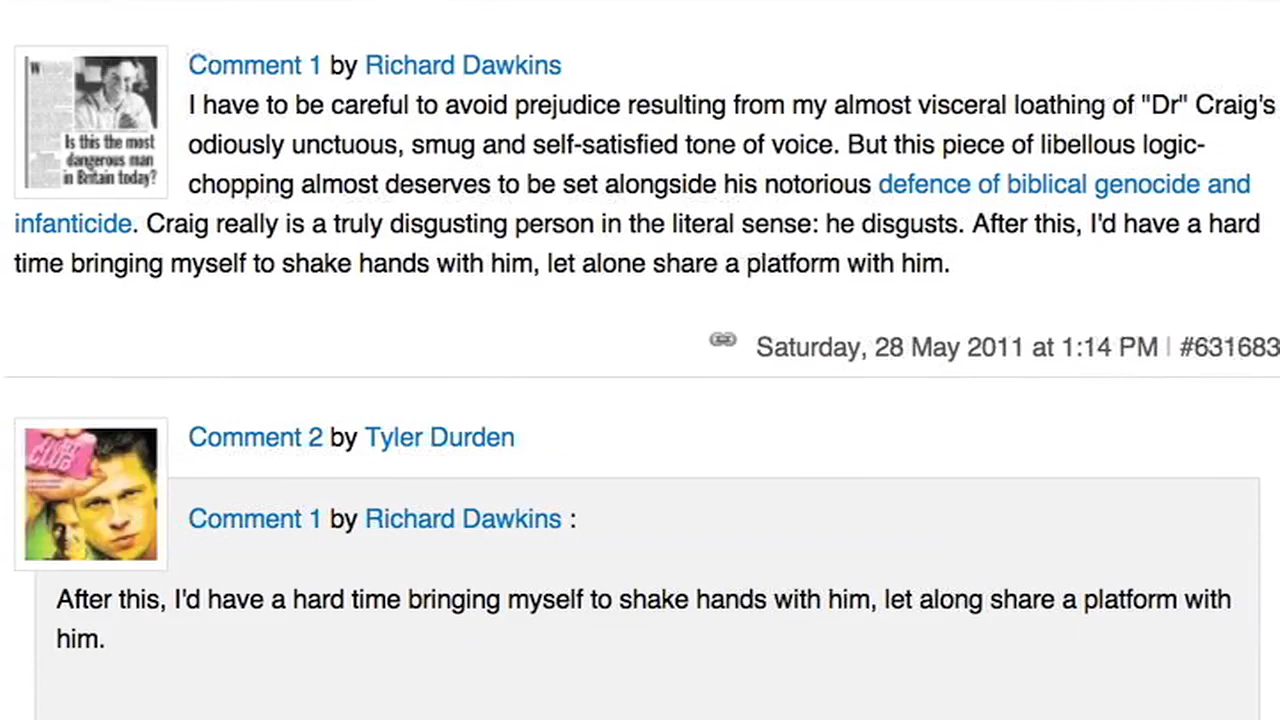 Comment 1 by Richard Dawkins
I have to be careful to avoid prejudice resulting from my almost visceral loathing of "Dr" Craig's
odiously unctuous, smug and self-satisfied tone of voice. But this piece of libellous logic-
chopping almost deserves to be set alongside his notorious defence of biblical genocide and
infanticide. Craig really is a truly disgusting person in the literal sense: he disgusts. After this, I'd have a hard
time bringing myself to shake hands with him, let alone share a platform with him.
Is this the most
dangerous man
in Britain today?
Saturday, 28 May 2011 at 1:14 PM | #631683
Comment 2 by Tyler Durden
CLUB
Comment 1 by Richard Dawkins :
After this, I'd have a hard time bringing myself to shake hands with him, let along share a platform with
him.